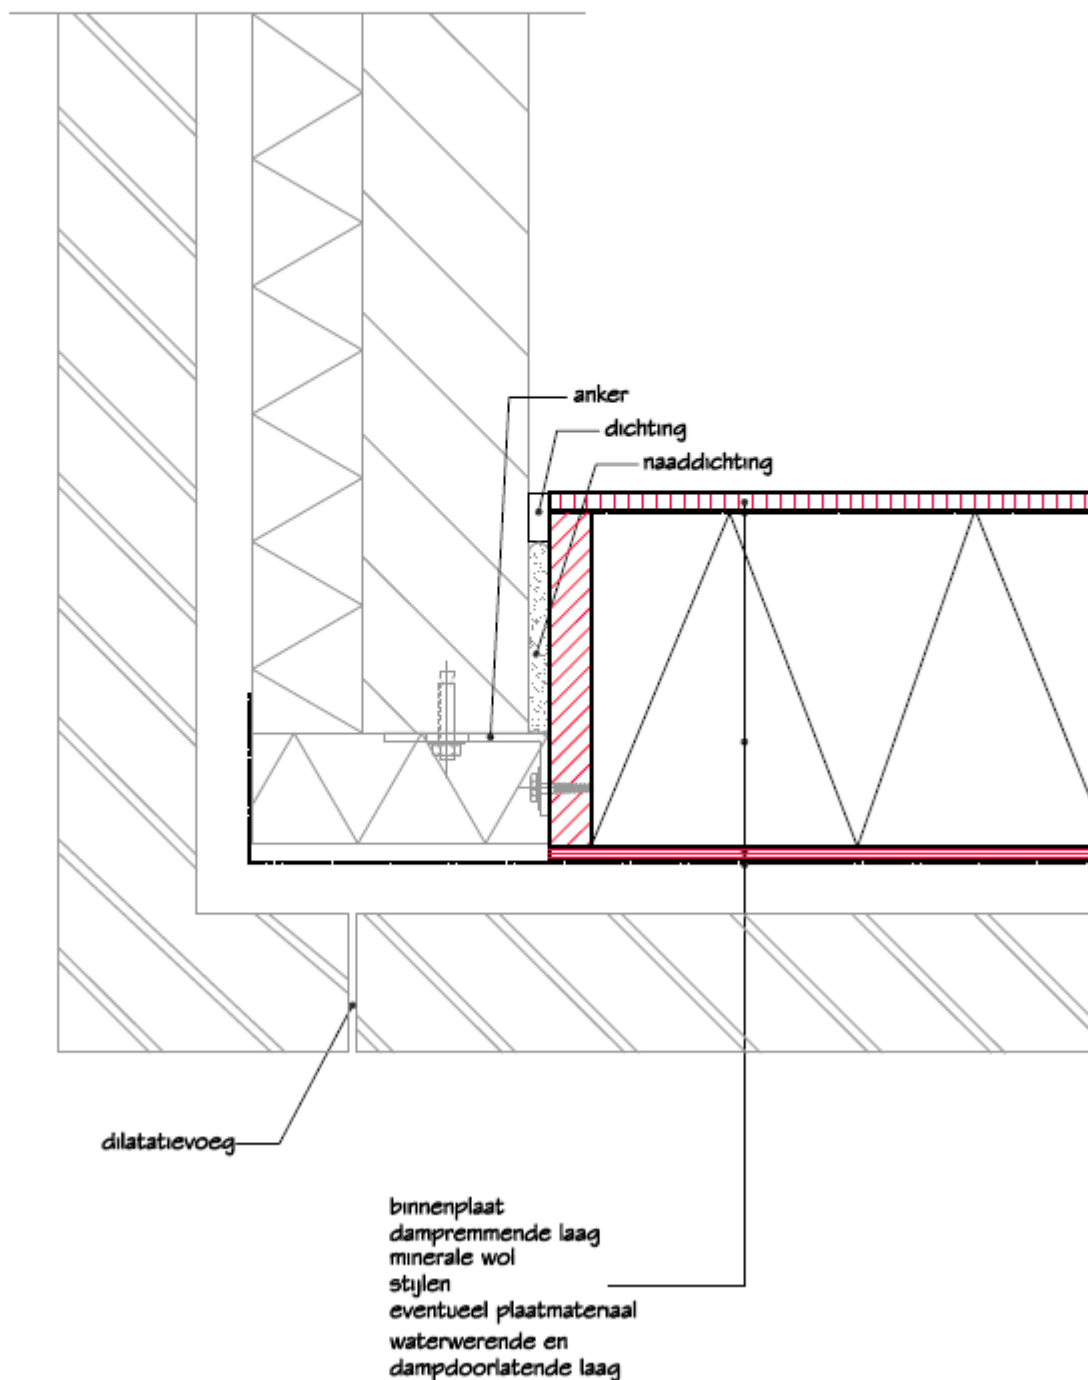 anker
dichting
naaddichting
dilatatievoeg
binnenplaat
dampremmende laag
minerale wol
stijlen
eventueel plaatmateriaal
waterwerende en
dampdoorlatende laag